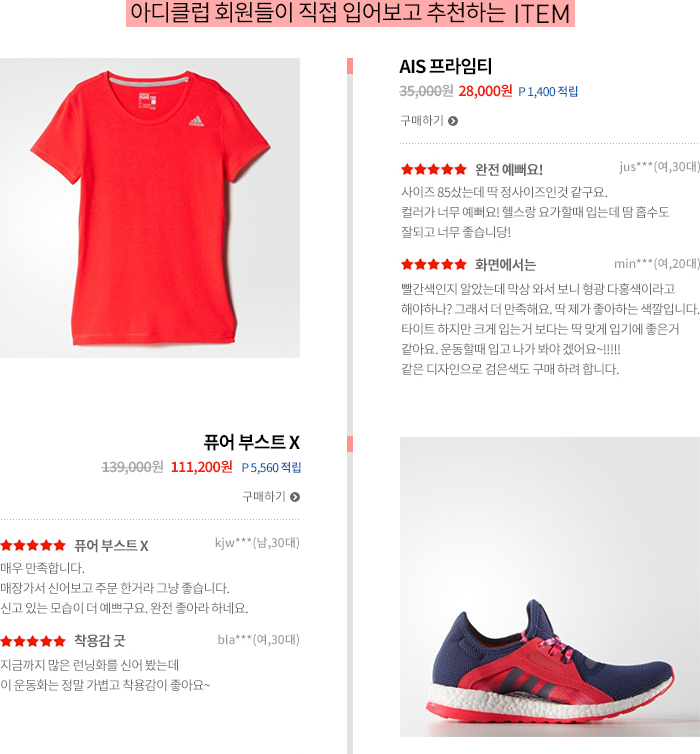 아디클럽 회원들이 직접 입어보고 추천하는 ITEM
adidas
AIS 프라임티
35,000원 28,000원 P 1,400 적립
구매하기
★★★★★ 완전 예뻐요! jus***(여,30대)
사이즈 85샀는데 딱 정사이즈인것 같구요.
컬러가 너무 예뻐요! 헬스랑 요가할때 입는데 땀 흡수도
잘되고 너무 좋습니당!
★★★★★ 화면에서는 min***(여,20대)
빨간색인지 알았는데 막상 와서 보니 형광 다홍색이라고
해야하나? 그래서 더 만족해요. 딱 제가 좋아하는 색깔입니다.
타이트 하지만 크게 입는거 보다는 딱 맞게 입기에 좋은거
같아요. 운동할때 입고 나가 봐야 겠어요~!!!!!
같은 디자인으로 검은색도 구매 하려 합니다.
퓨어 부스트 X
139,000원 111,200원 P 5,560 적립
구매하기
★★★★★ 퓨어 부스트 X kjw***(남,30대)
매우 만족합니다.
매장가서 신어보고 주문 한거라 그냥 좋습니다.
신고 있는 모습이 더 예쁘구요. 완전 좋아라 하네요.
★★★★★ 착용감 굿 bla***(여,30대)
지금까지 많은 런닝화를 신어 봤는데
이 운동화는 정말 가볍고 착용감이 좋아요~